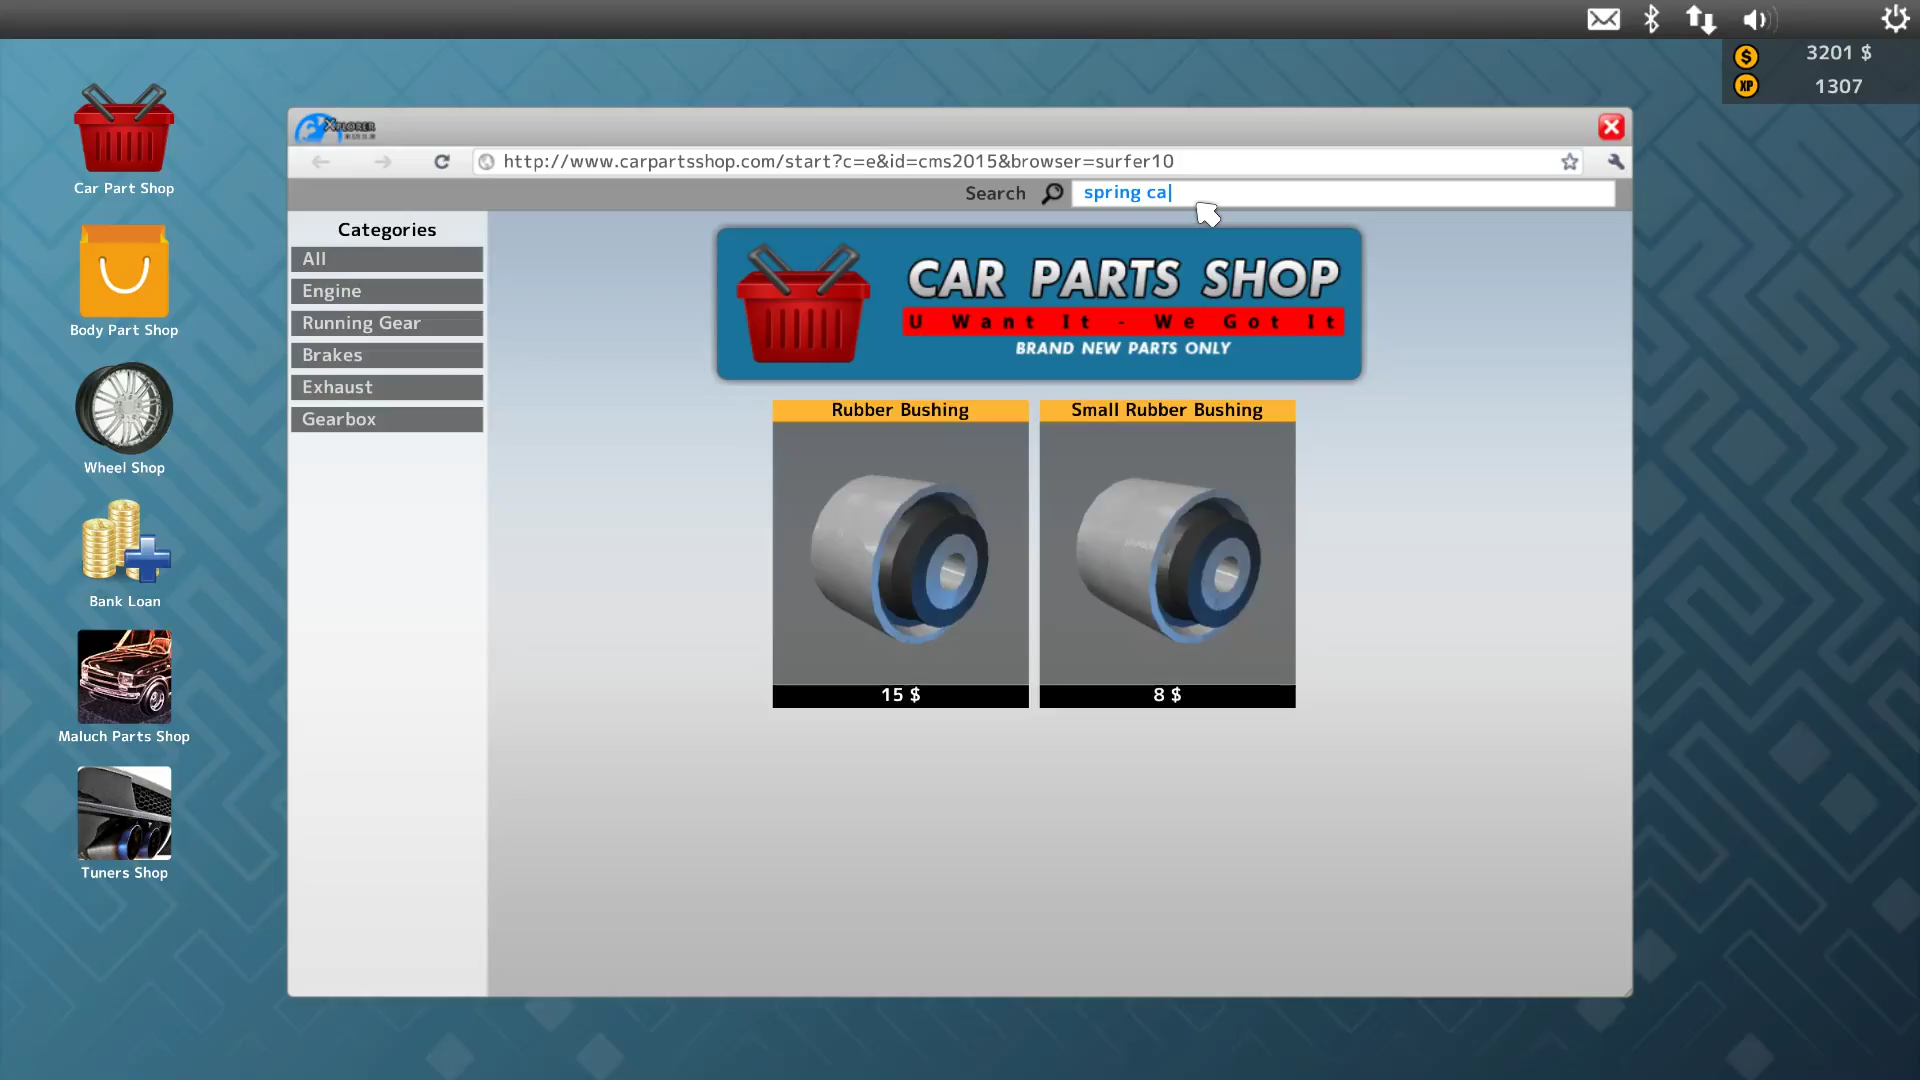 3201 $
XP 1307
Car Part Shop
Body Part Shop
Wheel Shop
Bank Loan
Maluch Parts Shop
Tuners Shop
XPLORER
http://www.carpartsshop.com/start?c=e&id=cms2015&browser=surfer10
Search spring ca
Categories
All
Engine
Running Gear
Brakes
Exhaust
Gearbox
CAR PARTS SHOP
U Want It - We Got It
BRAND NEW PARTS ONLY
Rubber Bushing
15 $
Small Rubber Bushing
8 $